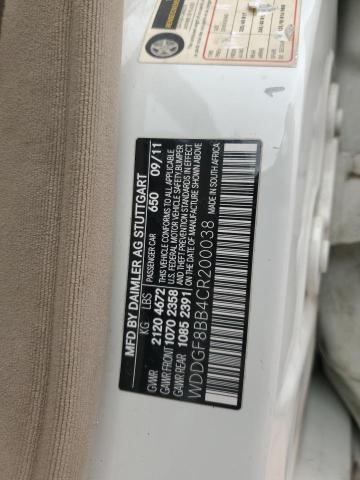 MFD BY DAIMLER AG STUTTGART
PASSENGER CAR 650 09/11
KG LBS
GVWR 2120 4672
GAWR FRONT 1070 2358
GAWR REAR 1085 2391
THIS VEHICLE CONFORMS TO ALL APPLICABLE
U.S. FEDERAL MOTOR VEHICLE SAFETY, BUMPER
AND THEFT PREVENTION STANDARDS IN EFFECT ON
THE DATE OF MANUFACTURE SHOWN ABOVE
MADE IN SOUTH AFRICA
WDDGF8BB4CR200038